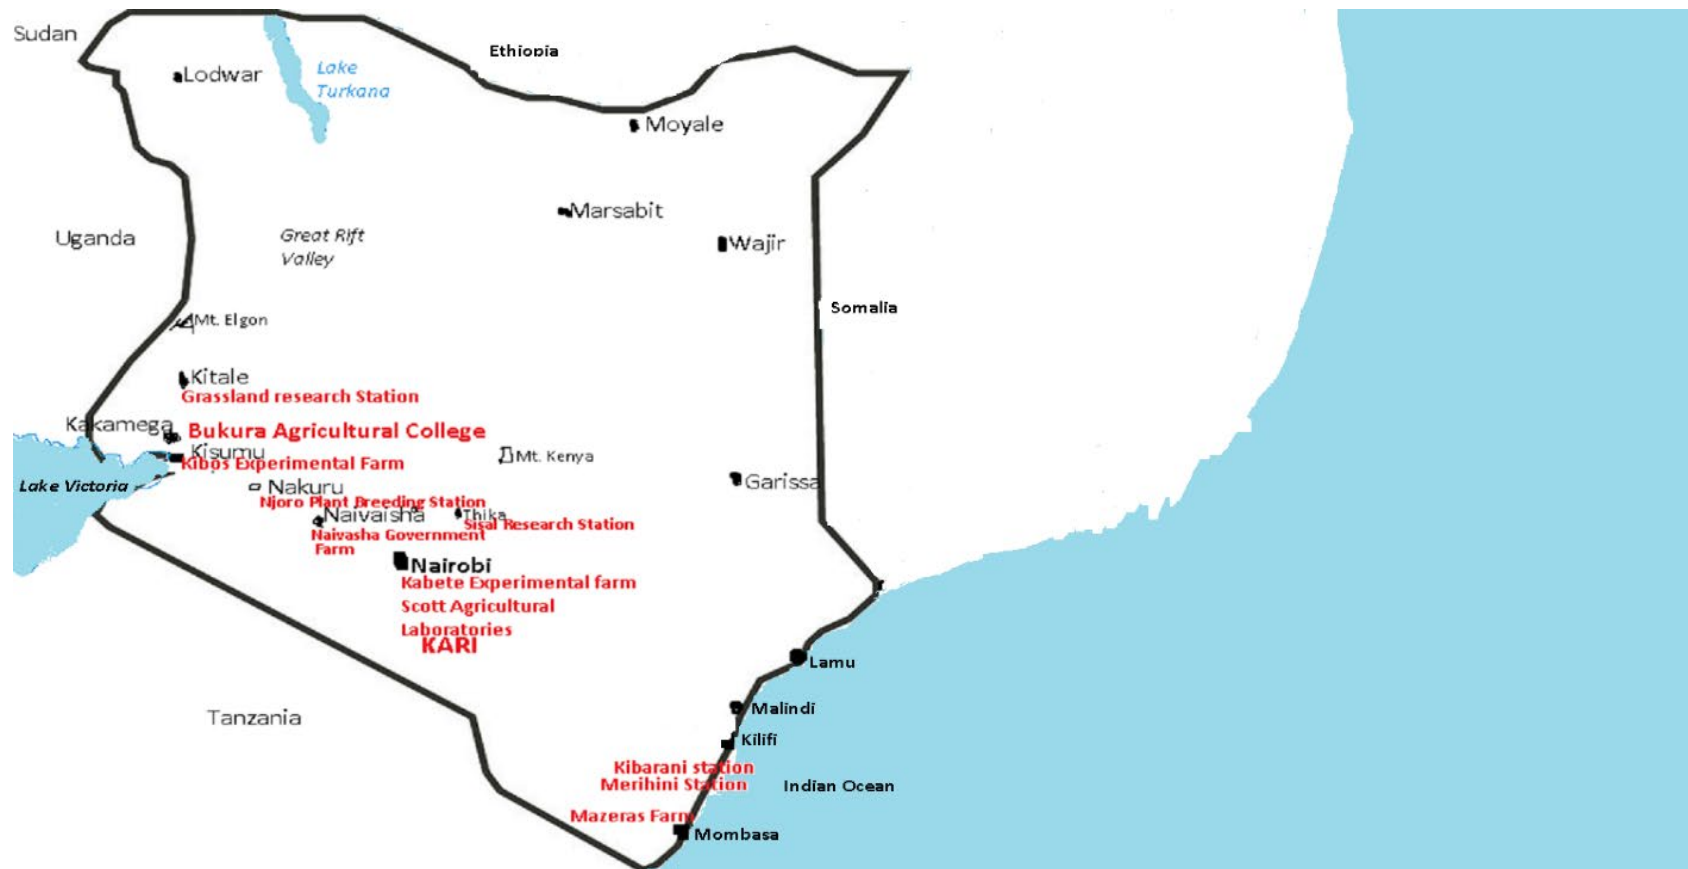 Sudan
Ethiopia
Lodwar
Lake
Turkana
Moyale
Marsabit
Uganda
Great Rift
Valley
Wajir
Somalia
Mt. Elgon
Kitale
Grassland research Station
Kakamega
Bukura Agricultural College
Kisumu
Kibos Experimental Farm
Mt. Kenya
Lake Victoria
Nakuru
Garissa
Njoro Plant Breeding Station
Naivaisha
Thika
Sisal Research Station
Naivasha Government
Farm
Nairobi
Kabete Experimental farm
Scott Agricultural
Laboratories
KARI
Lamu
Tanzania
Malindi
Kilifi
Kibarani station
Merihini Station
Indian Ocean
Mazeras Farm
Mombasa